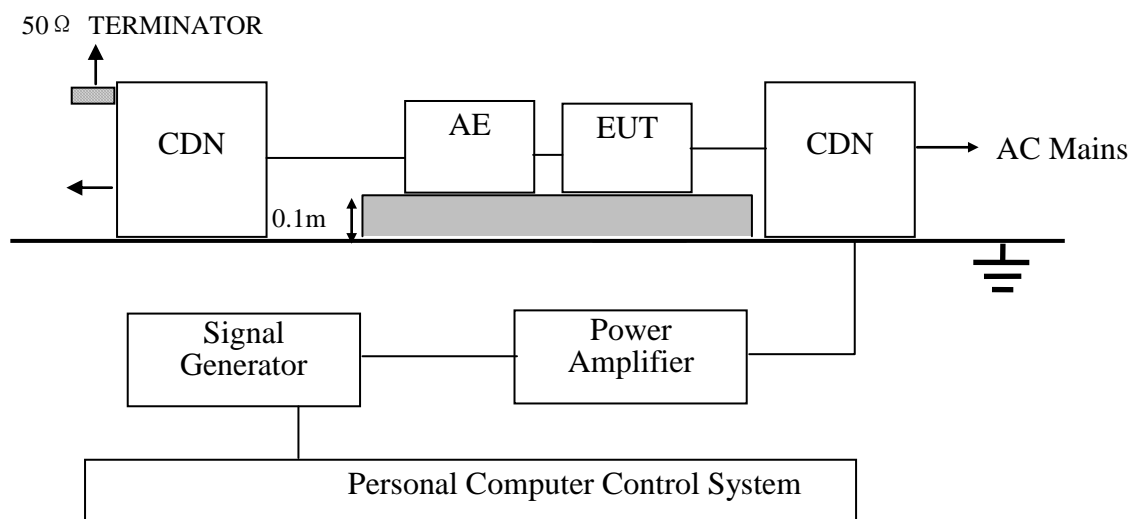 50Ω TERMINATOR
CDN
AE
EUT
CDN
AC Mains
0.1m
Signal
Generator
Power
Amplifier
Personal Computer Control System